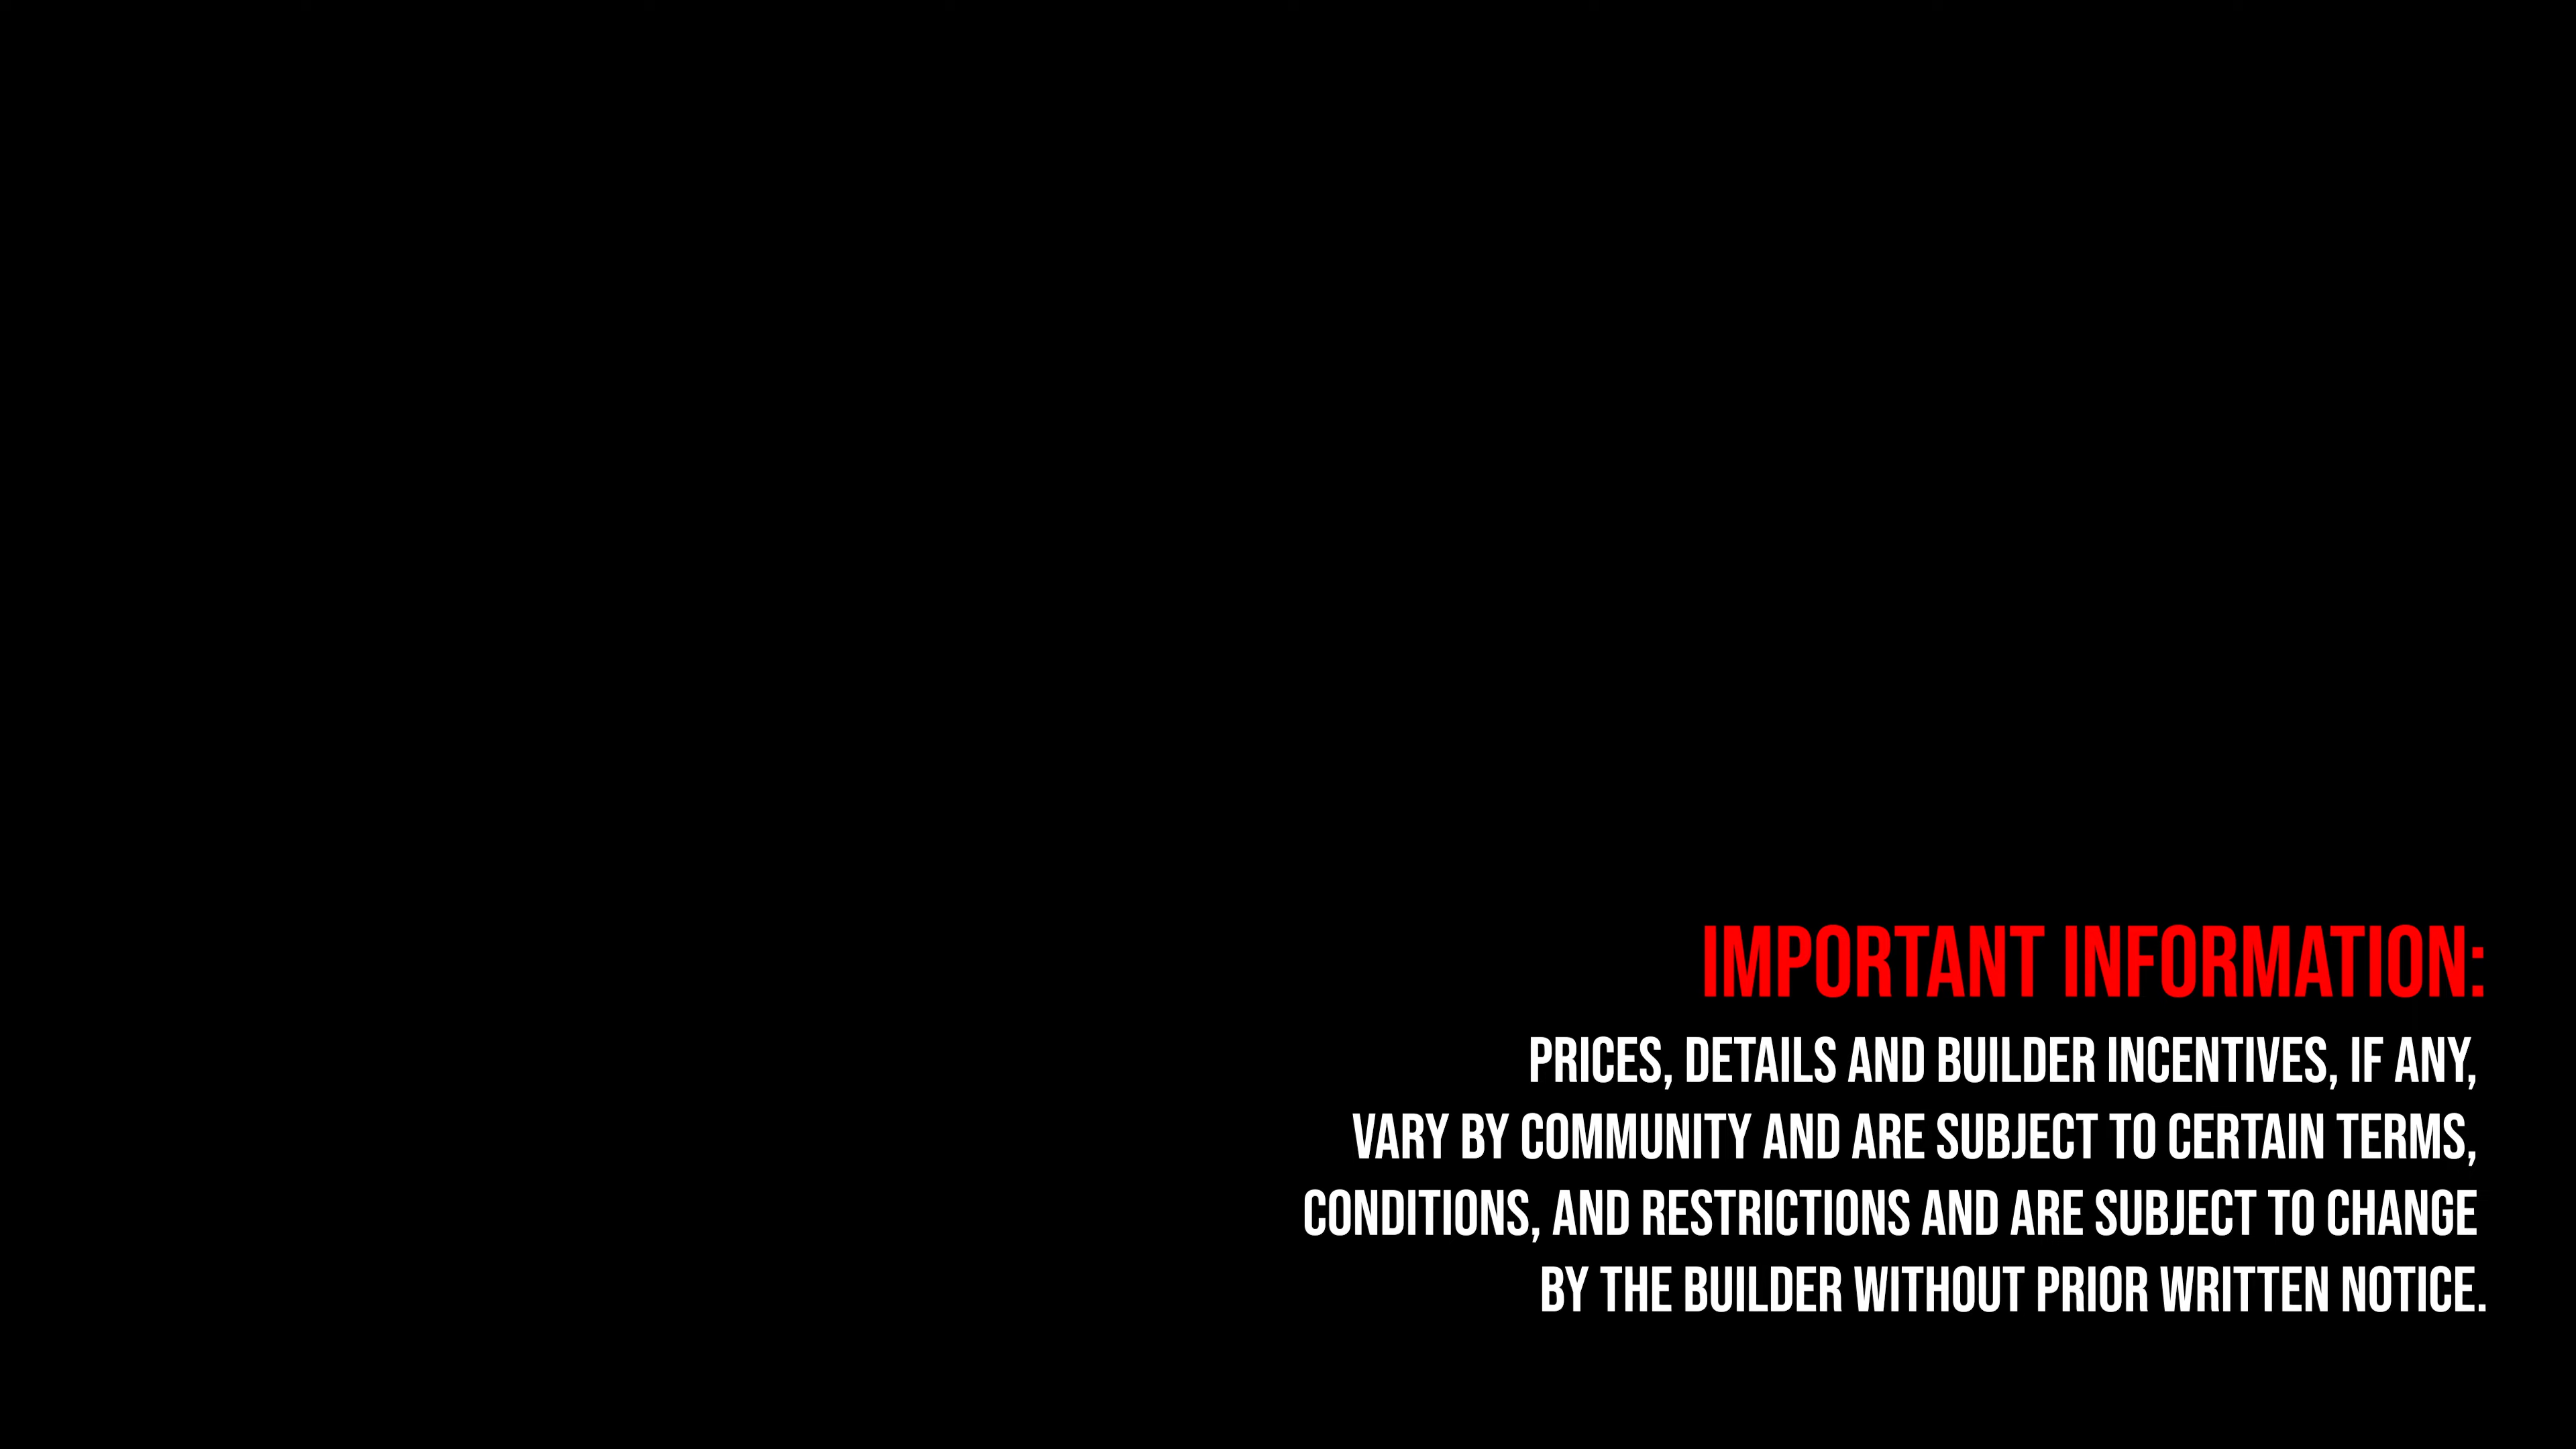 IMPORTANT INFORMATION:
PRICES, DETAILS AND BUILDER INCENTIVES, IF ANY,
VARY BY COMMUNITY AND ARE SUBJECT TO CERTAIN TERMS,
CONDITIONS, AND RESTRICTIONS AND ARE SUBJECT TO CHANGE
BY THE BUILDER WITHOUT PRIOR WRITTEN NOTICE.